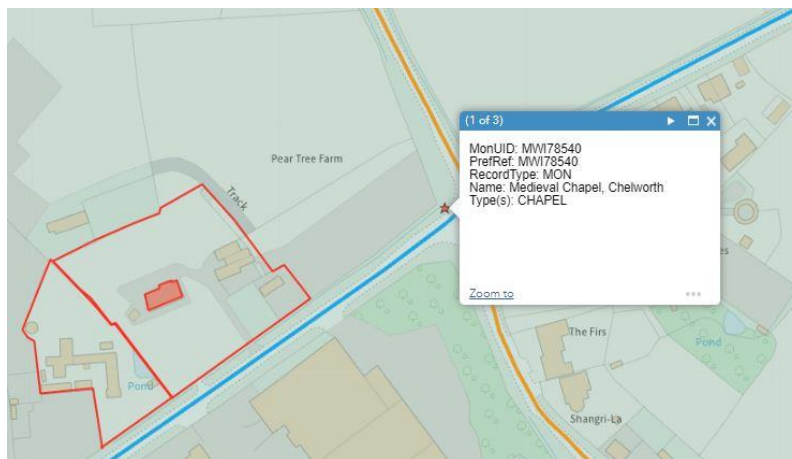 (1 of 3)
MonUID: MWI78540
PrefRef: MWI78540
RecordType: MON
Name: Medieval Chapel, Chelworth
Type(s): CHAPEL
Zoom to
Pear Tree Farm
Track
Pond
The Firs
Pond
Shangri-La